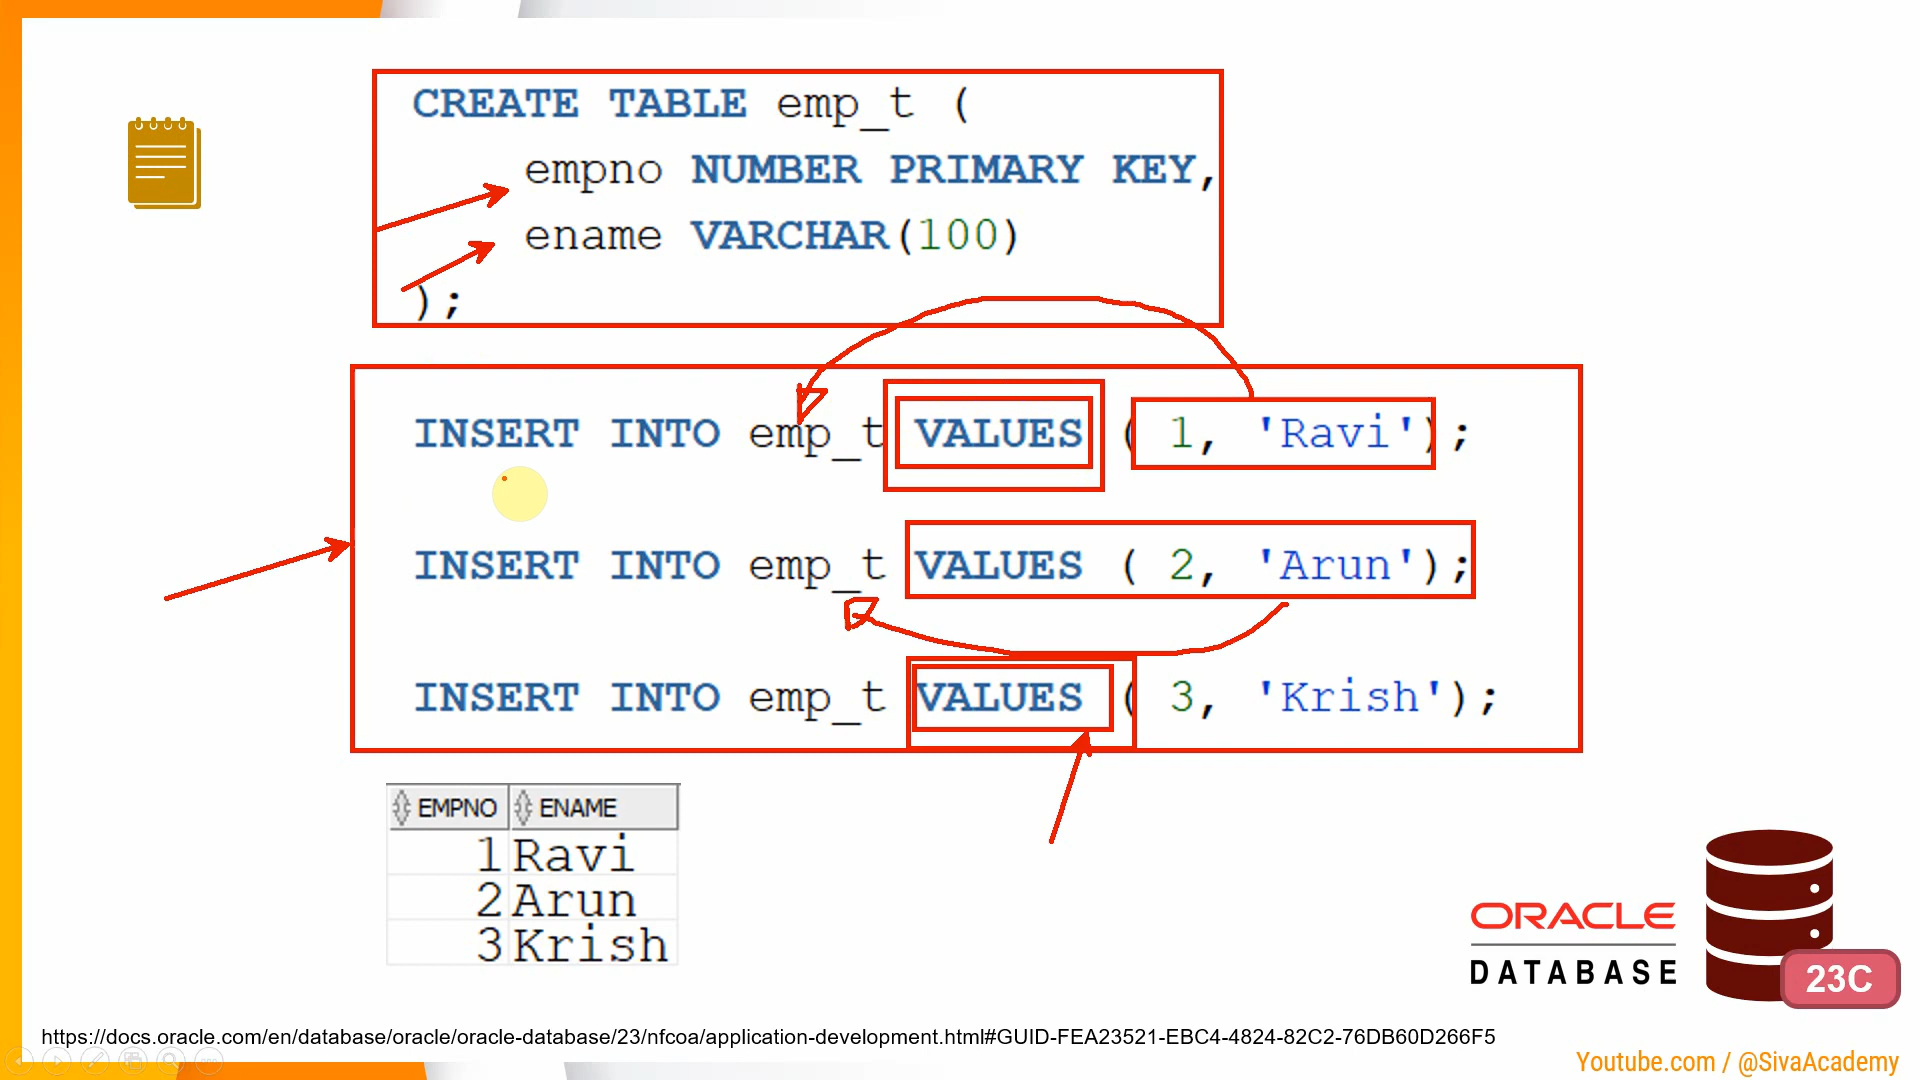 CREATE TABLE emp_t (
empno NUMBER PRIMARY KEY,
ename VARCHAR(100)
);
INSERT INTO emp_t VALUES ( 1, 'Ravi');
INSERT INTO emp_t VALUES ( 2, 'Arun');
INSERT INTO emp_t VALUES ( 3, 'Krish');
EMPNO ENAME
1 Ravi
2 Arun
3 Krish
ORACLE
DATABASE
23C
https://docs.oracle.com/en/database/oracle/oracle-database/23/nfcoa/application-development.html#GUID-FEA23521-EBC4-4824-82C2-76DB60D266F5
Youtube.com / @SivaAcademy